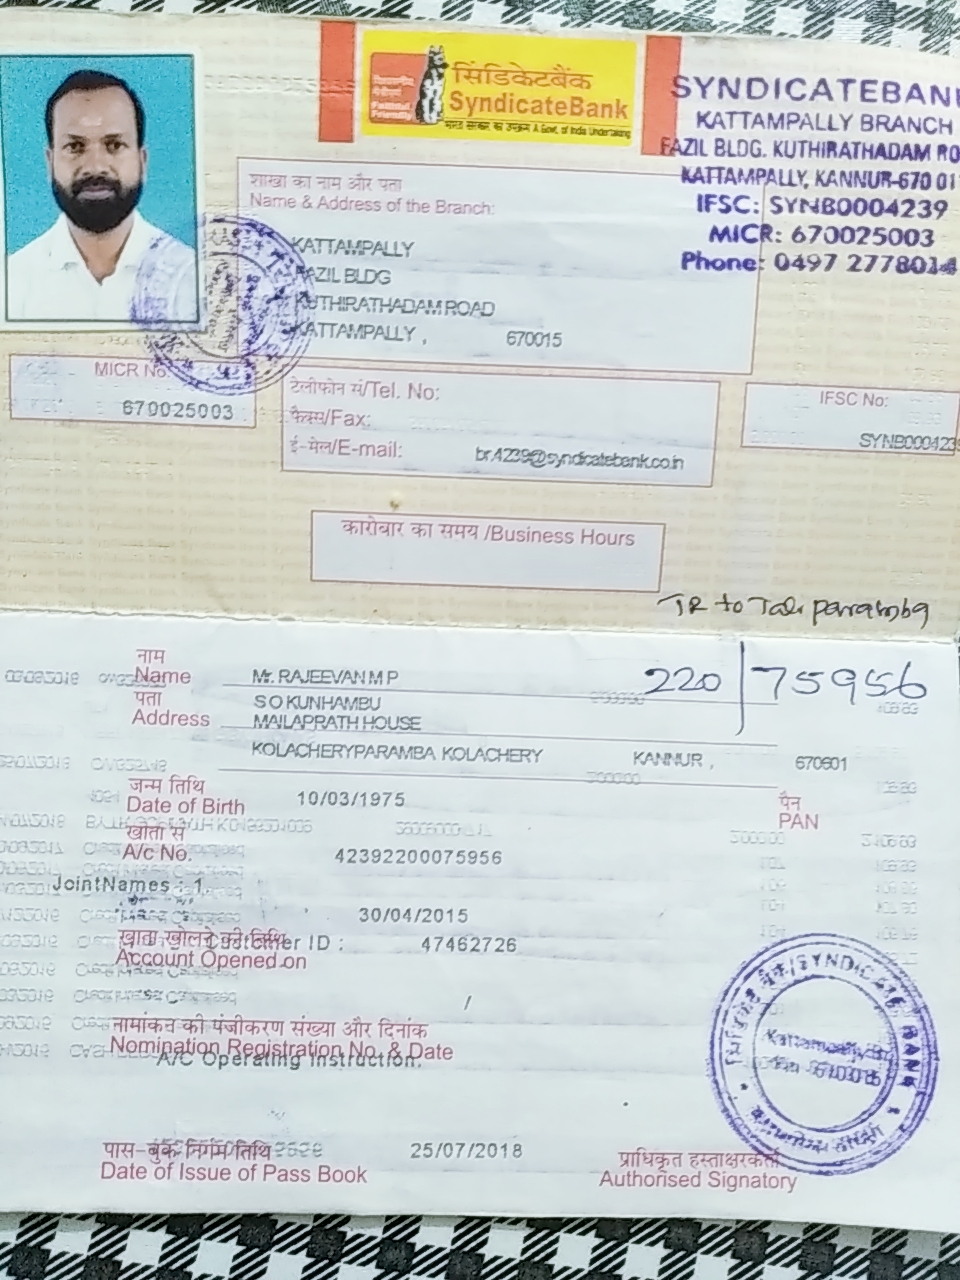 सिंडिकेटबैंक
SyndicateBank
Faithful, Friendly
भारत सरकार का उपक्रम A Govt. of India Undertaking
SYNDICATEBAN
KATTAMPALLY BRANCH
FAZIL BLDG. KUTHIRATHADAM RO
KATTAMPALLY, KANNUR-670 01
IFSC: SYNB0004239
MICR: 670025003
Phone: 0497 2778014
शाखा का नाम और पता
Name & Address of the Branch:
KATTAMPALLY
FAZIL BLDG
KUTHIRATHADAM ROAD
KATTAMPALLY , 670015
MICR No
670025003
टेलीफोन सं/Tel. No:
फैक्स/Fax:
ई-मेल/E-mail: br.4239@syndicatebank.co.in
IFSC No:
SYNB000423
कारोबार का समय /Business Hours
TR to Taliparamba
नाम
Name Mr. RAJEEVAN M P
220/75956
पता
Address S O KUNHAMBU
MAILAPRATH HOUSE
KOLACHERYPARAMBA KOLACHERY KANNUR , 670601
जन्म तिथि
Date of Birth 10/03/1975
पैन
PAN
खाता सं
A/c No. 42392200075956
JointNames : 1.
30/04/2015
खाता खोलने की तिथि
Customer ID : 47462726
Account Opened on
/
नामांकन की पंजीकरण संख्या और दिनांक
Nomination Registration No. & Date
A/C Operating Instruction.
पास-बुक निर्गम तिथि 25/07/2018
Date of Issue of Pass Book
प्राधिकृत हस्ताक्षरकर्ता
Authorised Signatory
सिंडिकेट बैंक/SYNDICATE BANK